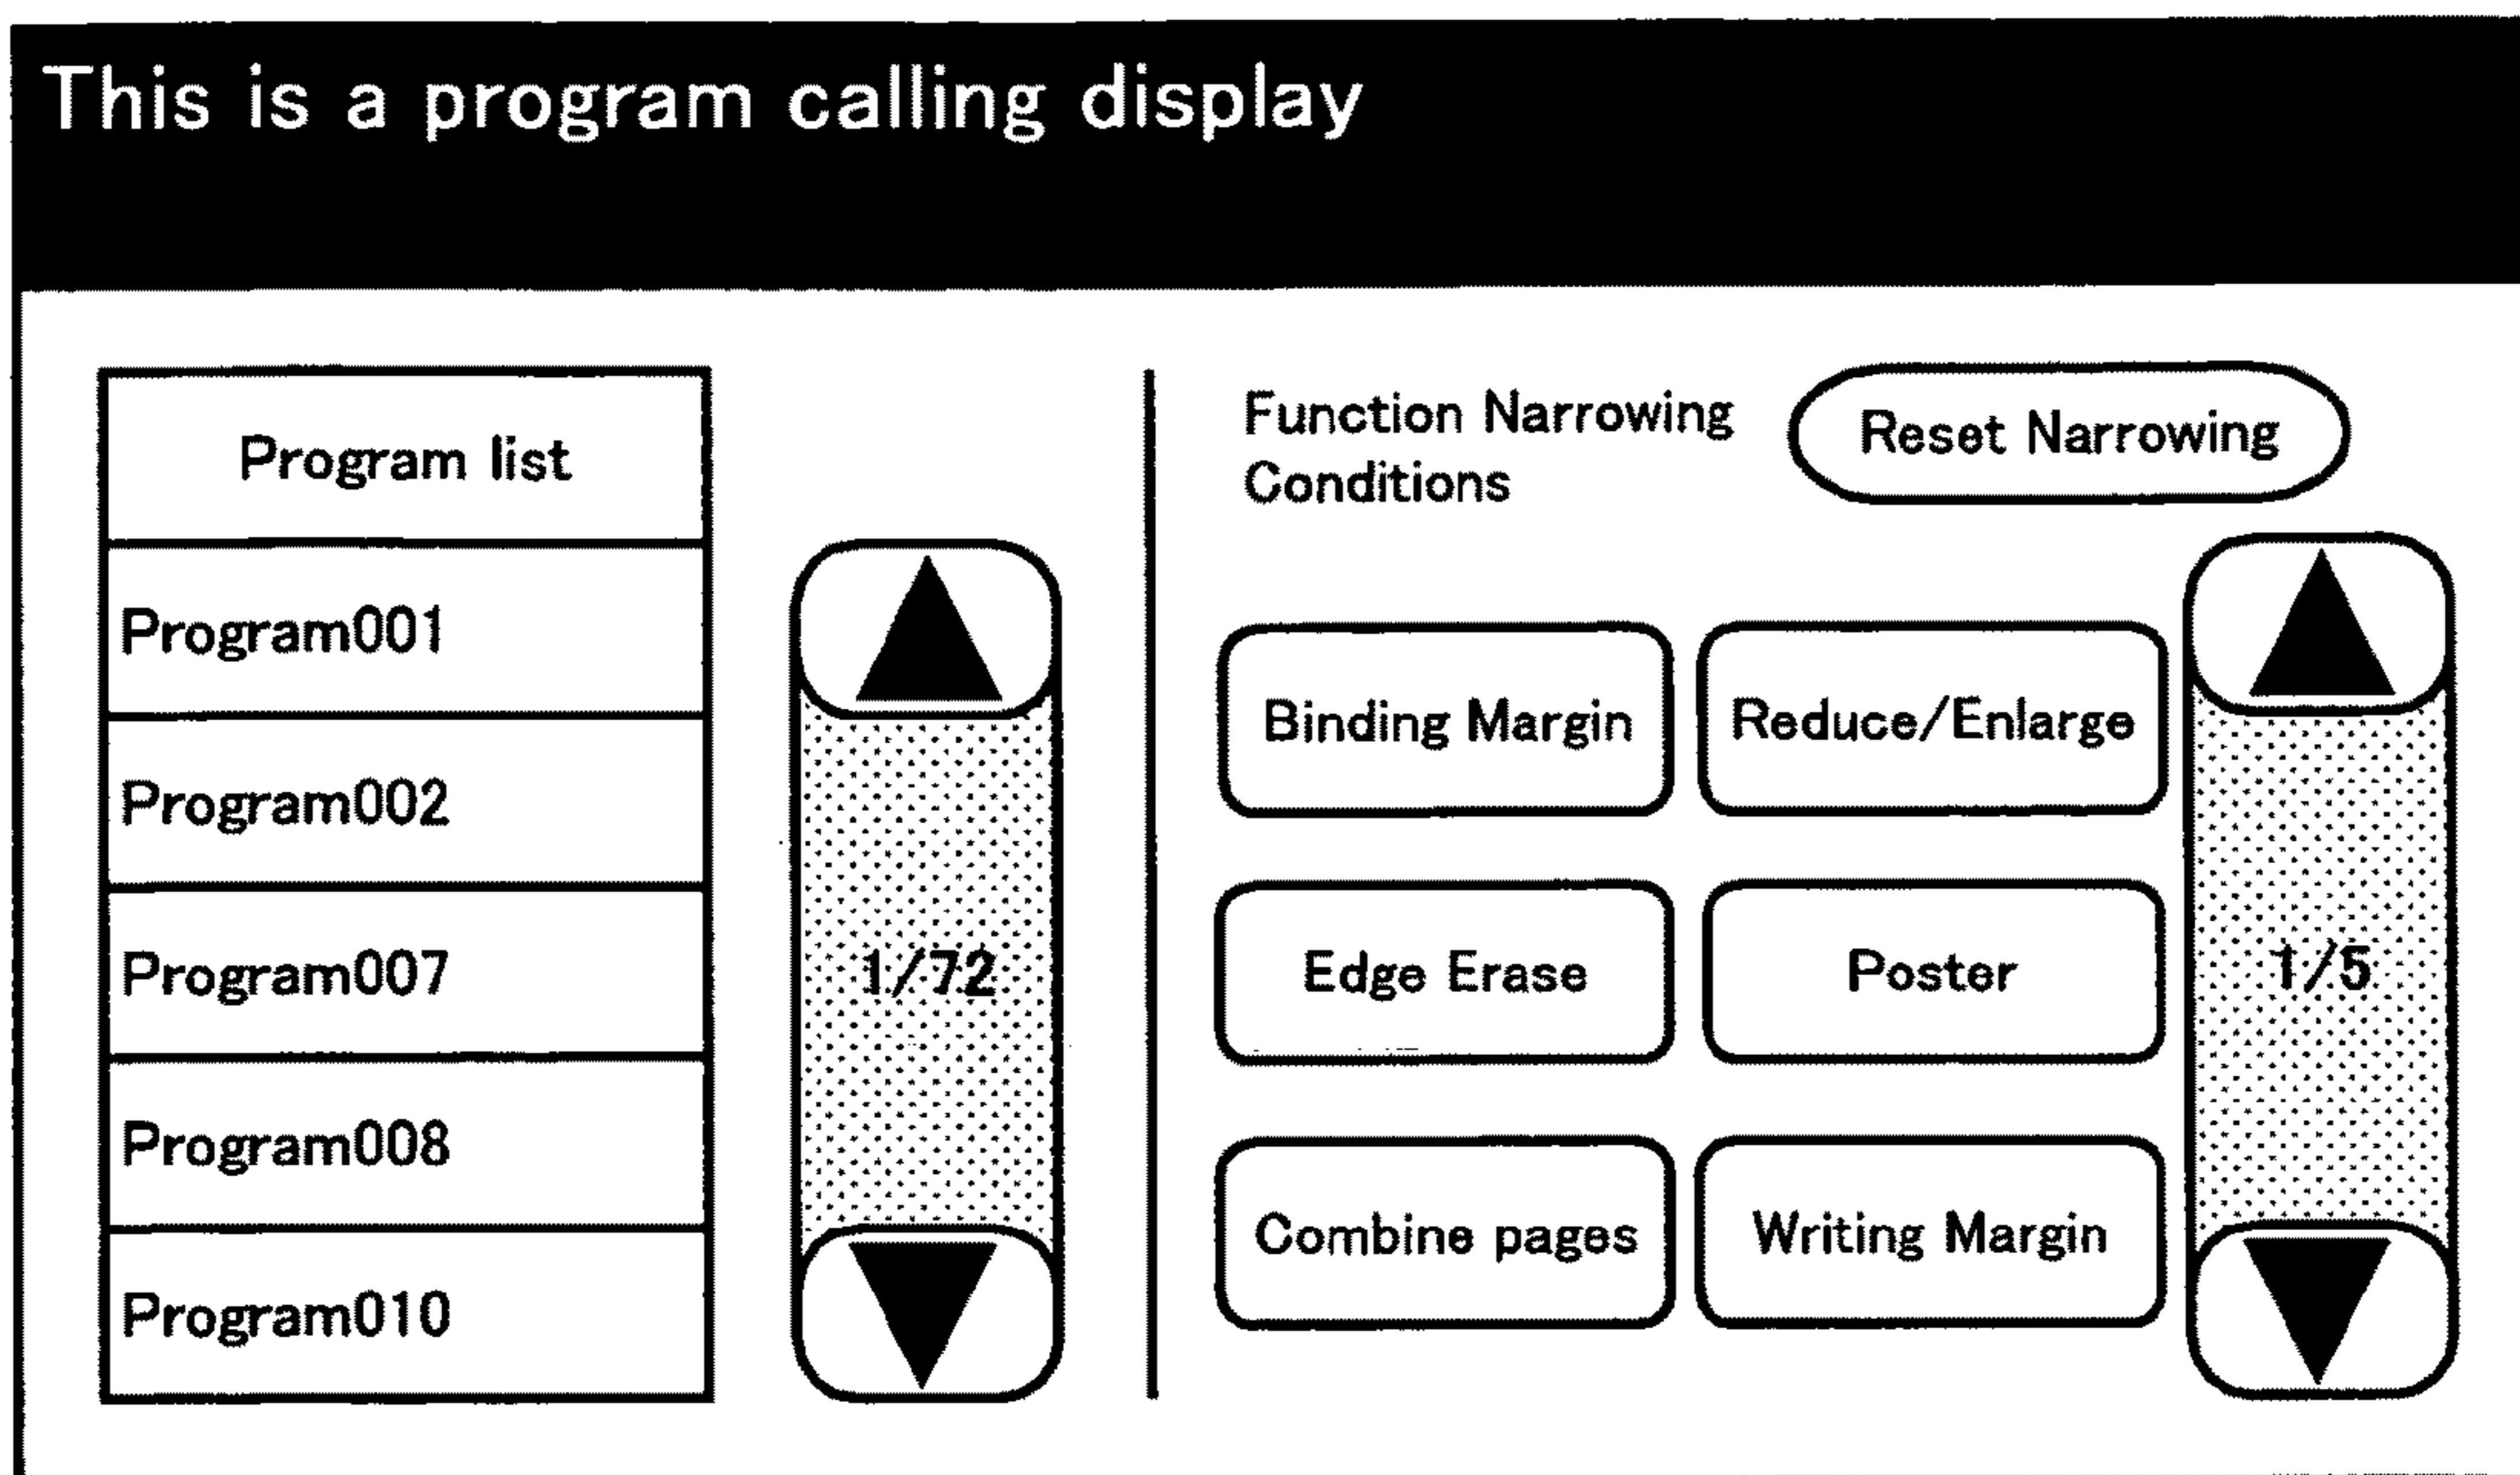 This is a program calling display
Program list
Program001
Program002
Program007
Program008
Program010
1/72
Function Narrowing
Conditions
Reset Narrowing
Binding Margin
Reduce/Enlarge
Edge Erase
Poster
Combine pages
Writing Margin
1/5